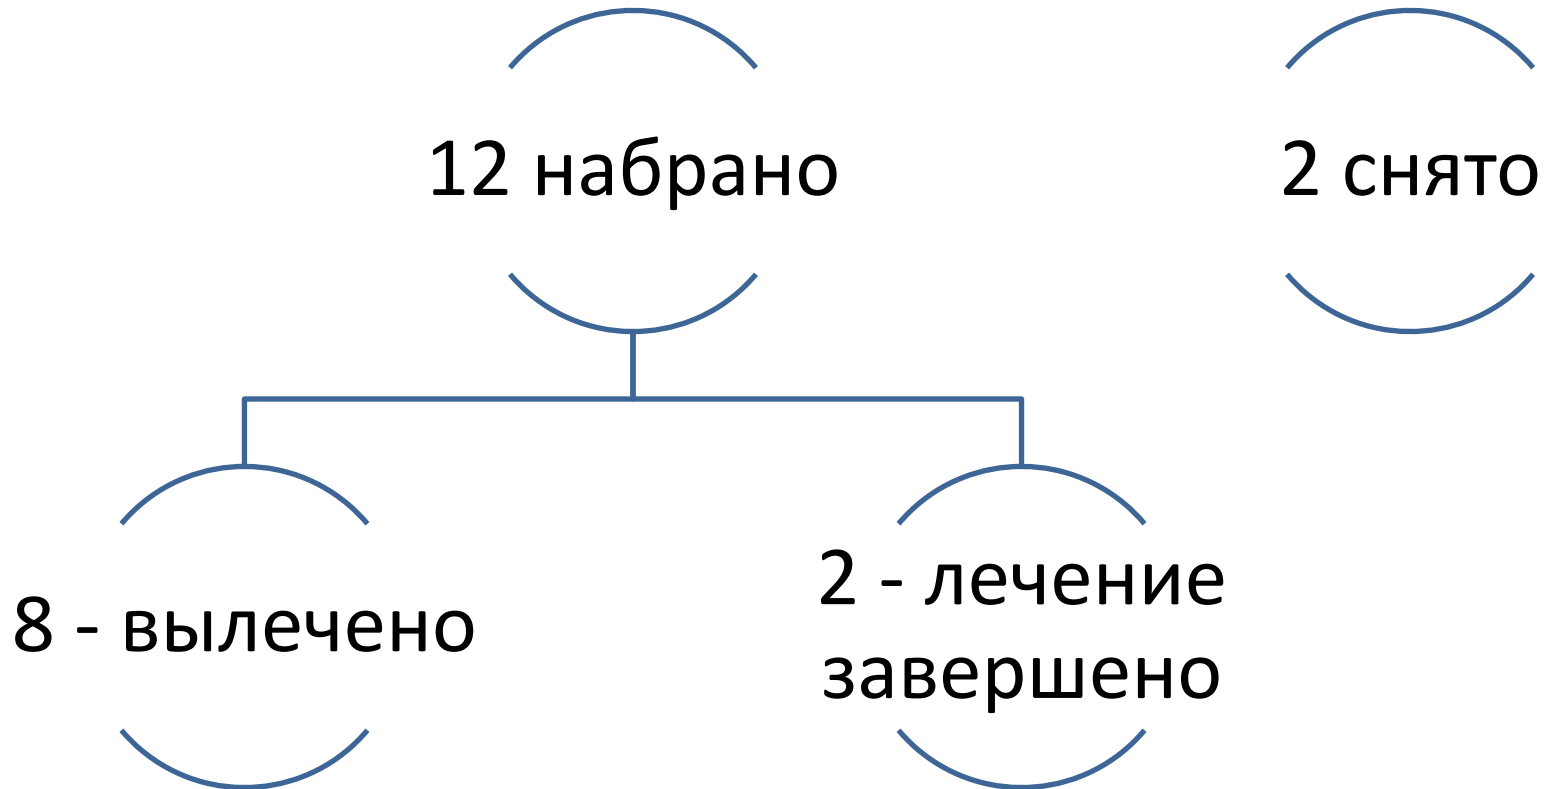 12 набрано
2 снято
8 - вылечено
2 - лечение
завершено